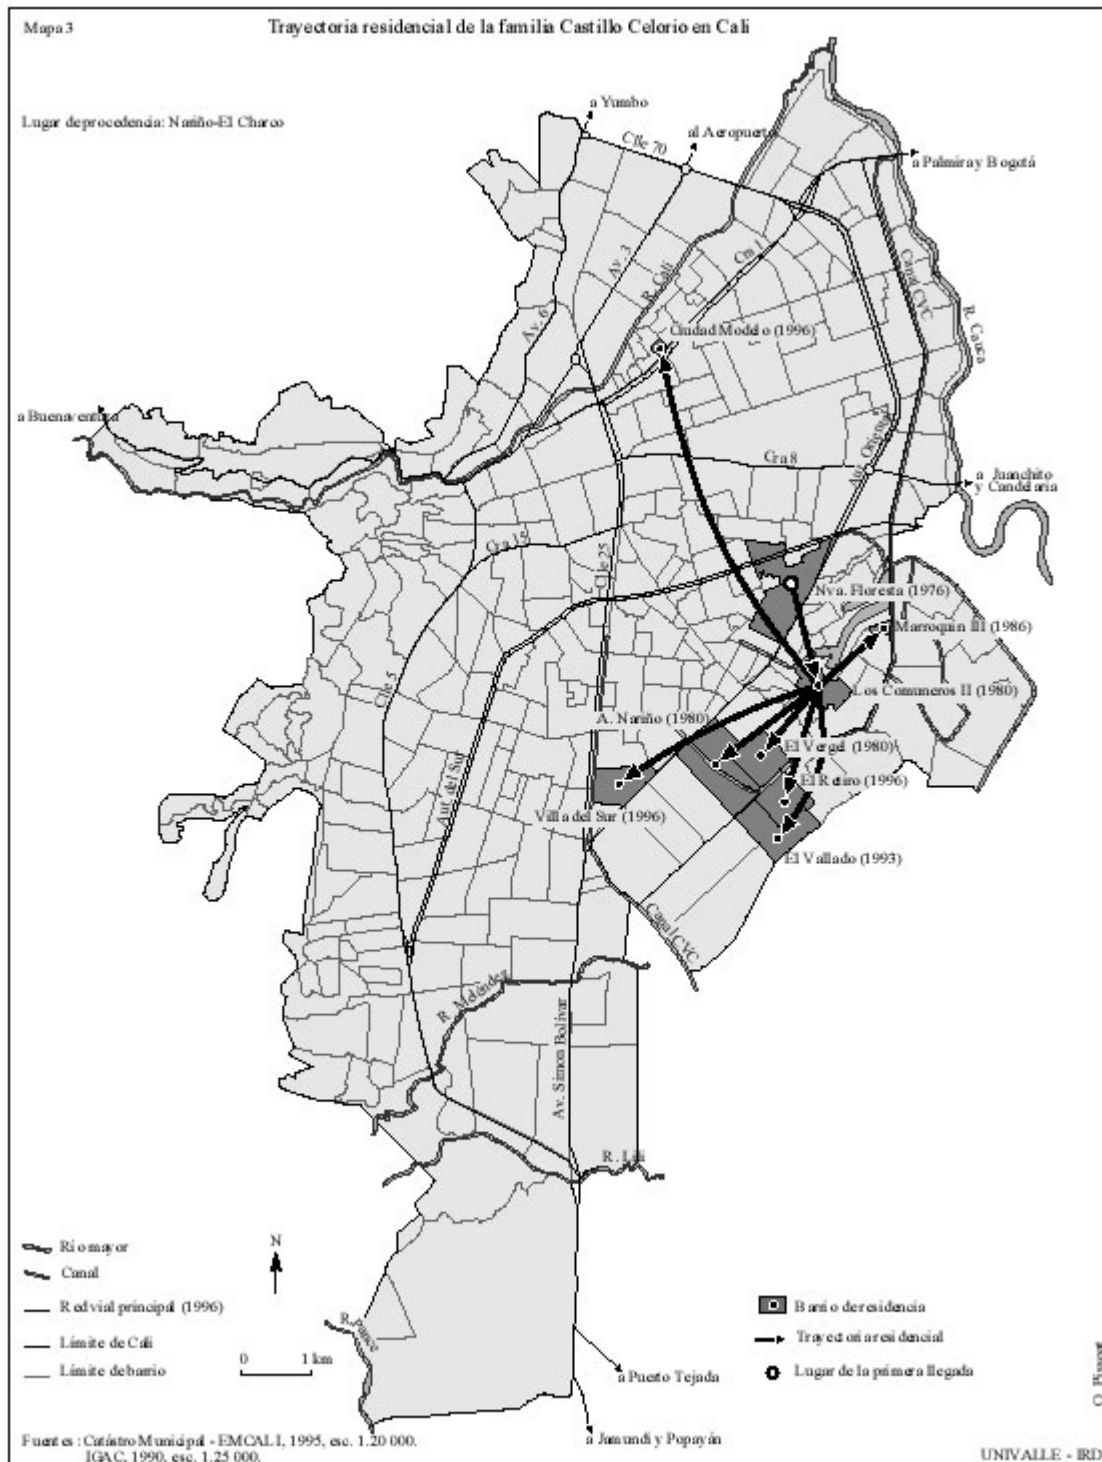 Mapa 3
Trayectoria residencial de la familia Castillo Celorio en Cali
Lugar de procedencia: Nariño-El Charco
a Yumbo
Clle 70
al Aeropuerto
a Palmira y Bogotá
Cra 1
Av. 3
R. Cali
Canal CVC
R. Cauca
Av. 6
Ciudad Modelo (1996)
a Buenaventura
Aut. Oriental
Cra 8
a Juanchito
y Candelaria
Cra 15
Clle 25
Nva. Floresta (1976)
Marroquin III (1986)
Clle 5
Los Comuneros II (1980)
A. Nariño (1980)
El Vergel (1980)
Aut. del Sur
El Retiro (1996)
Villa del Sur (1996)
El Vallado (1993)
Canal CVC
R. Meléndez
Av. Simon Bolívar
R. Lili
Río mayor
N
Canal
Red vial principal (1996)
Barrio de residencia
R. Pance
Límite de Cali
Trayectoria residencial
0 1 km
Límite de barrio
Lugar de la primera llegada
a Puerto Tejada
a Jamundí y Popayán
Fuentes : Catástro Municipal - EMCALI, 1995, esc. 1.20 000.
IGAC, 1990, esc. 1.25 000.
UNIVALLE - IRD